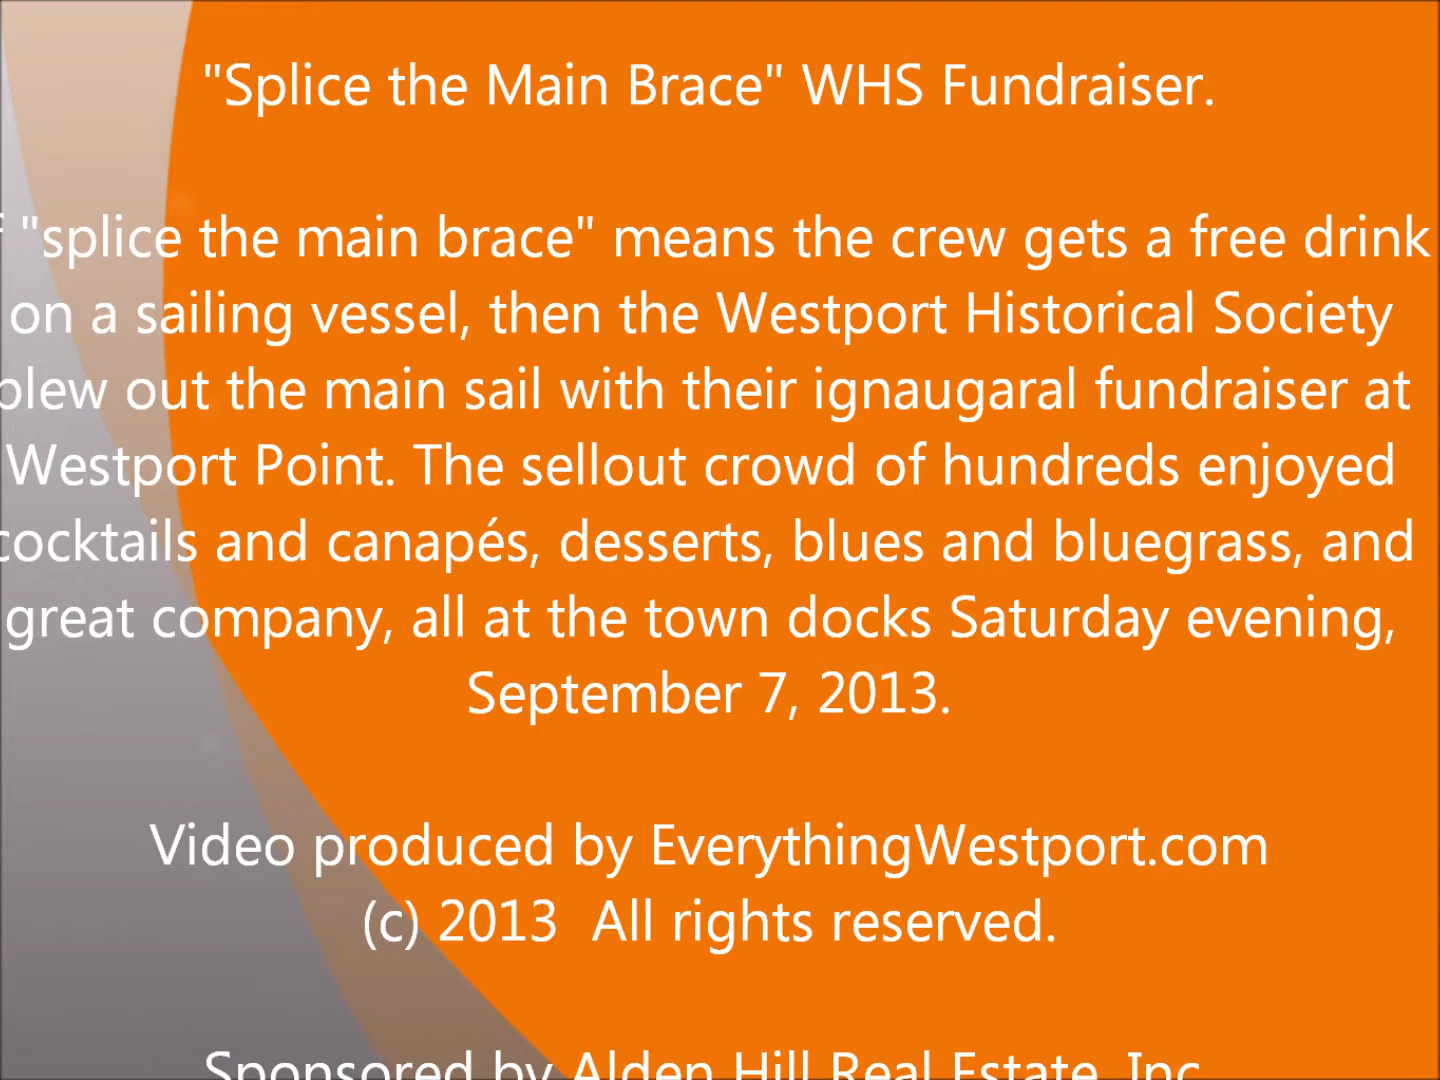 "Splice the Main Brace" WHS Fundraiser.
"splice the main brace" means the crew gets a free drink
on a sailing vessel, then the Westport Historical Society
blew out the main sail with their ignaugaral fundraiser at
Westport Point. The sellout crowd of hundreds enjoyed
cocktails and canapés, desserts, blues and bluegrass, and
great company, all at the town docks Saturday evening,
September 7, 2013.
Video produced by EverythingWestport.com
(c) 2013 All rights reserved.
Sponsored by Alden Hill Real Estate, Inc